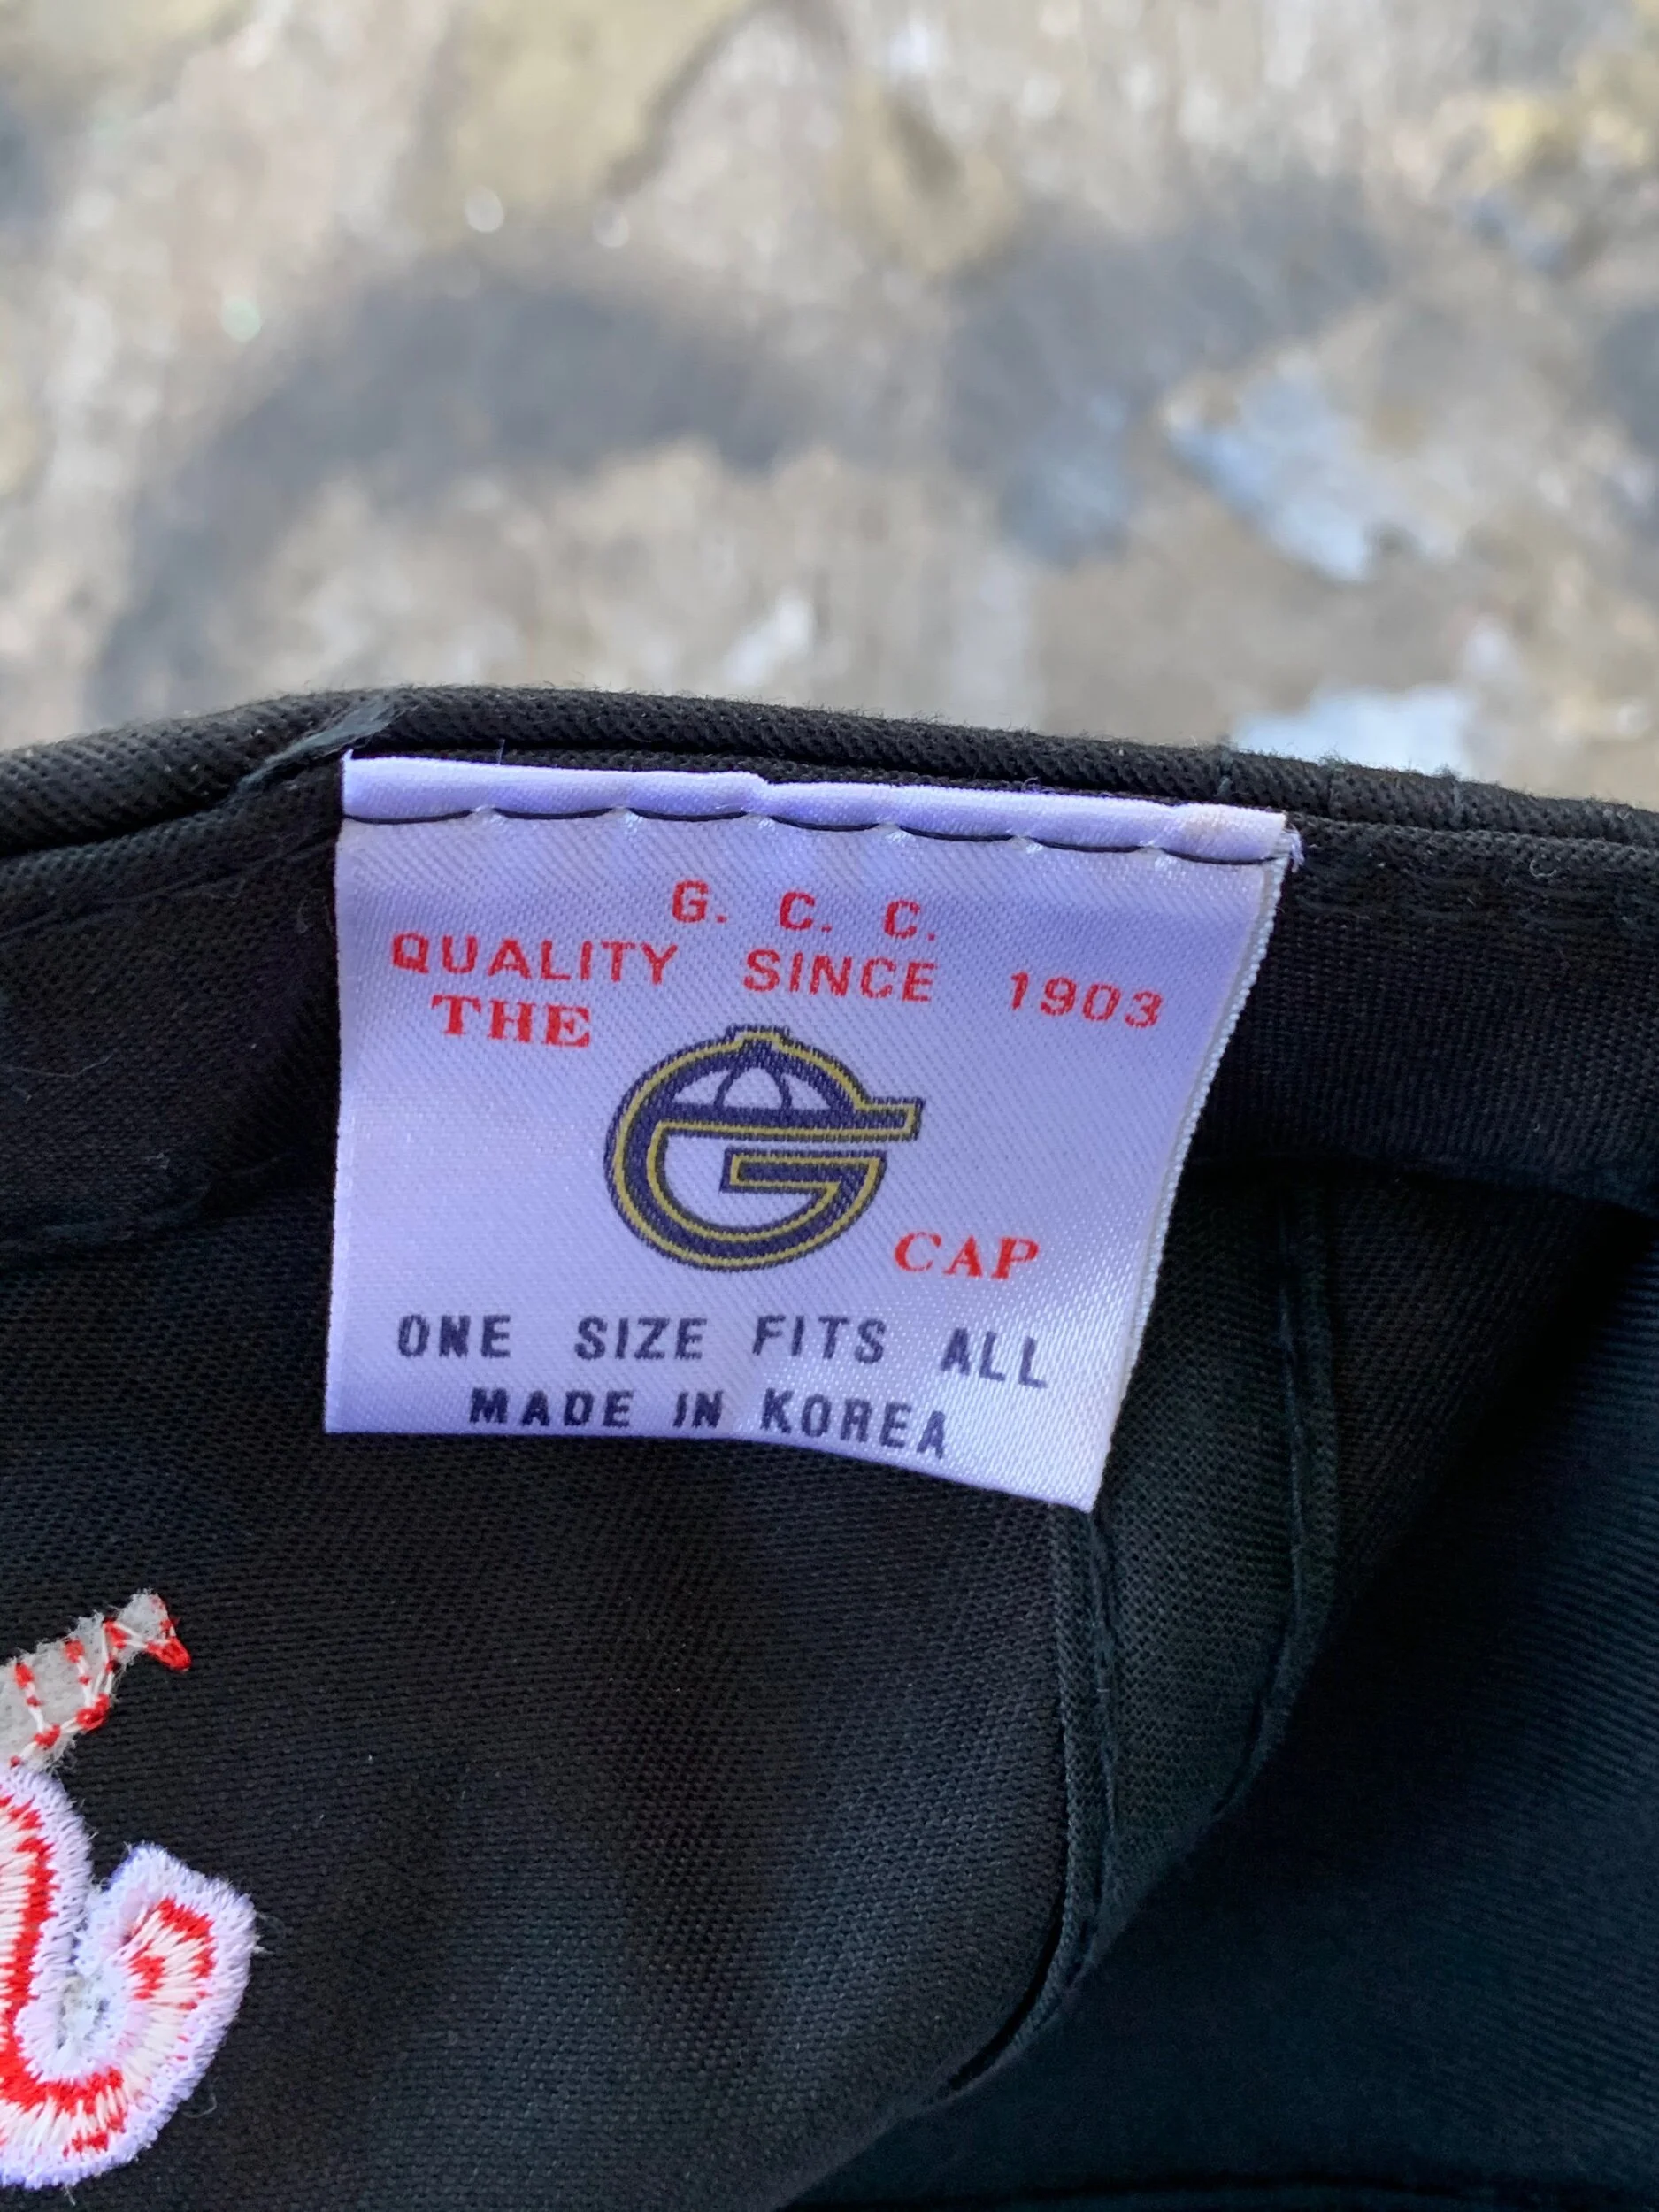 G. C. C.
QUALITY SINCE 1903
THE
G
CAP
ONE SIZE FITS ALL
MADE IN KOREA